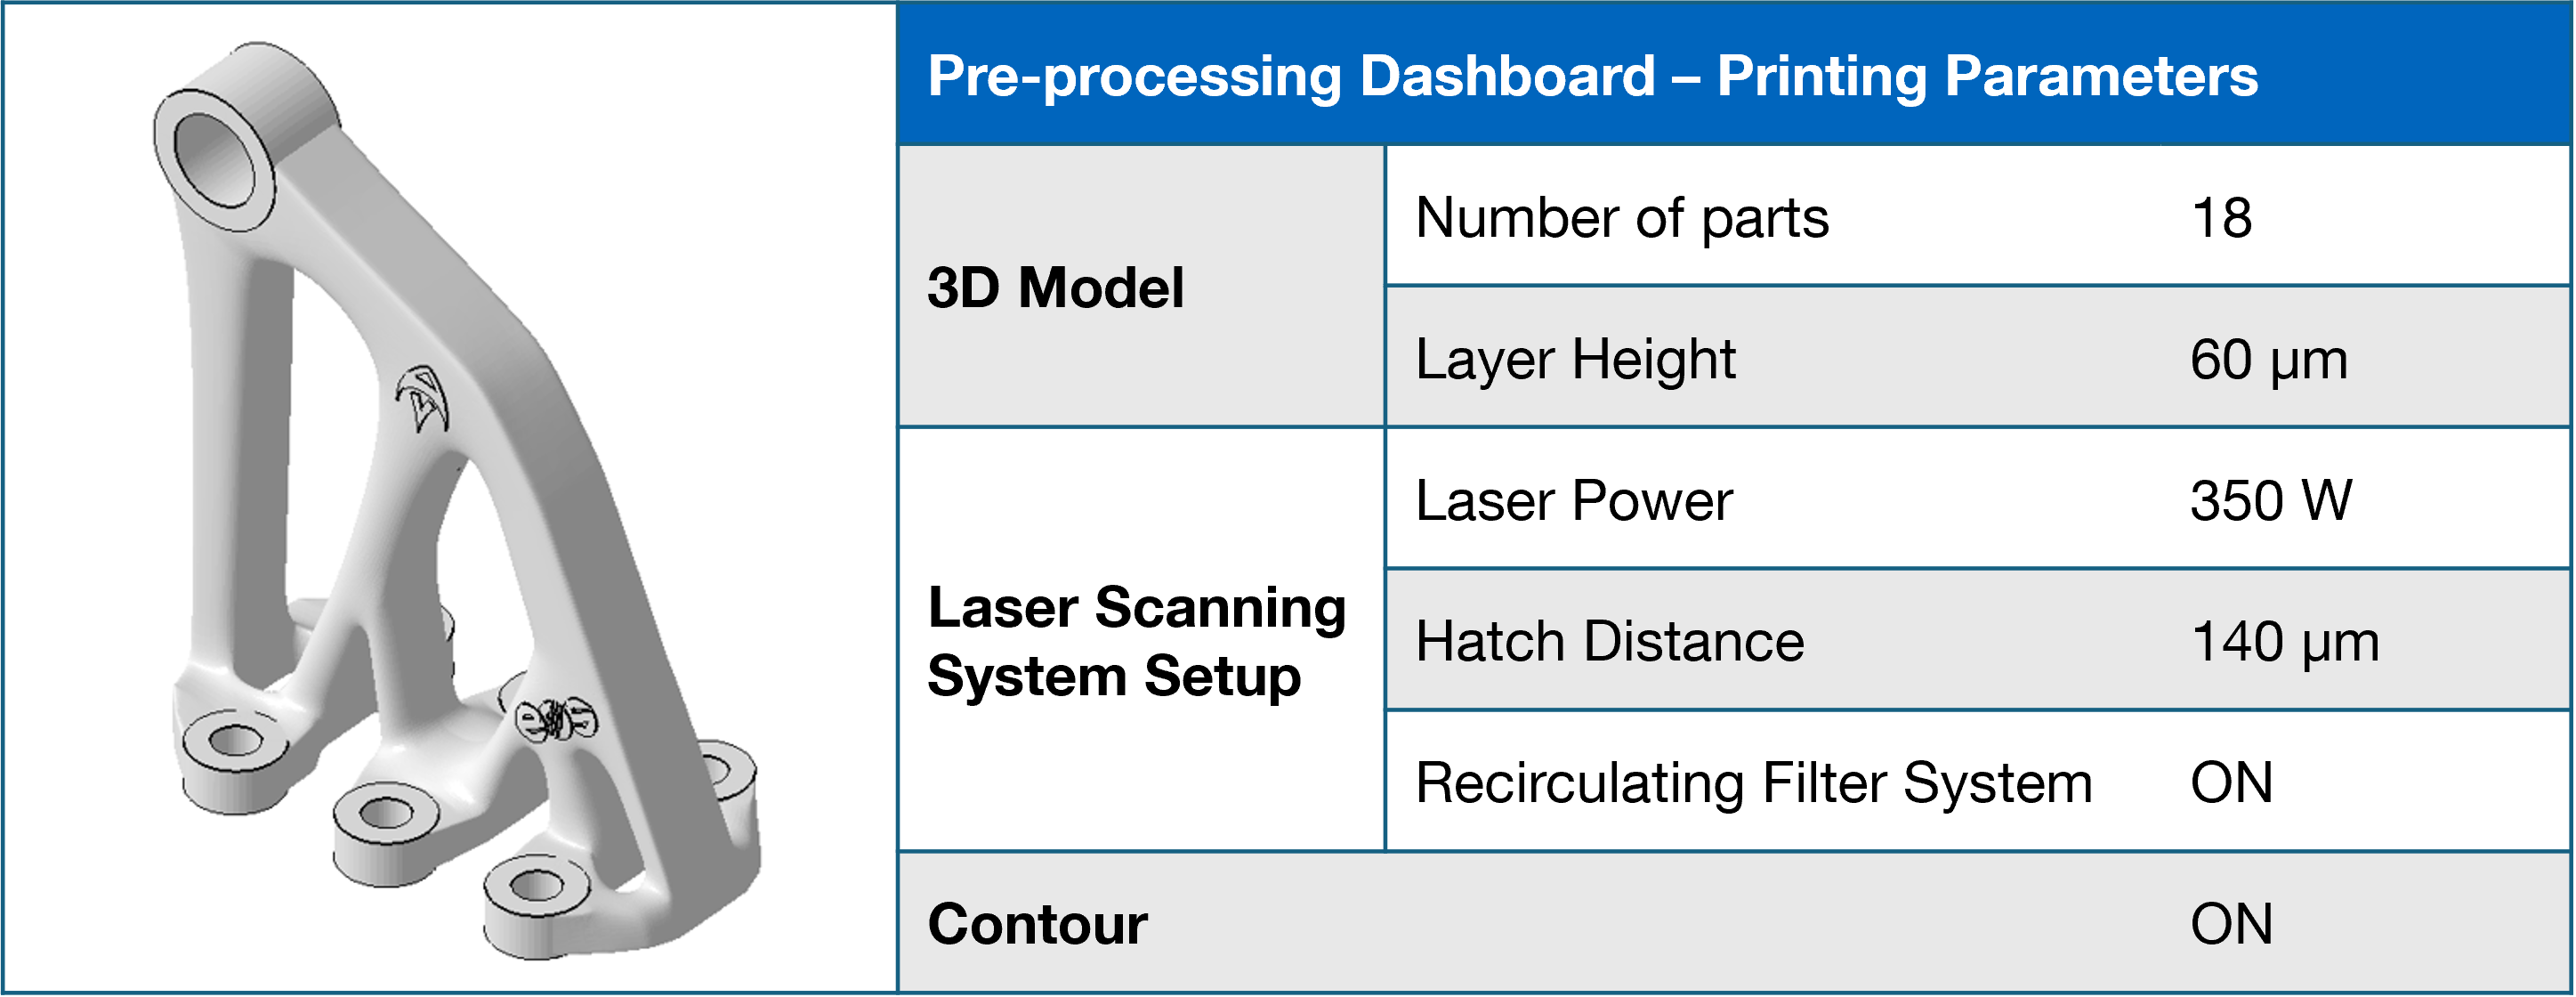 Pre-processing Dashboard – Printing Parameters
3D Model
Number of parts 18
Layer Height 60 µm
Laser Scanning
System Setup
Laser Power 350 W
Hatch Distance 140 µm
Recirculating Filter System ON
Contour ON